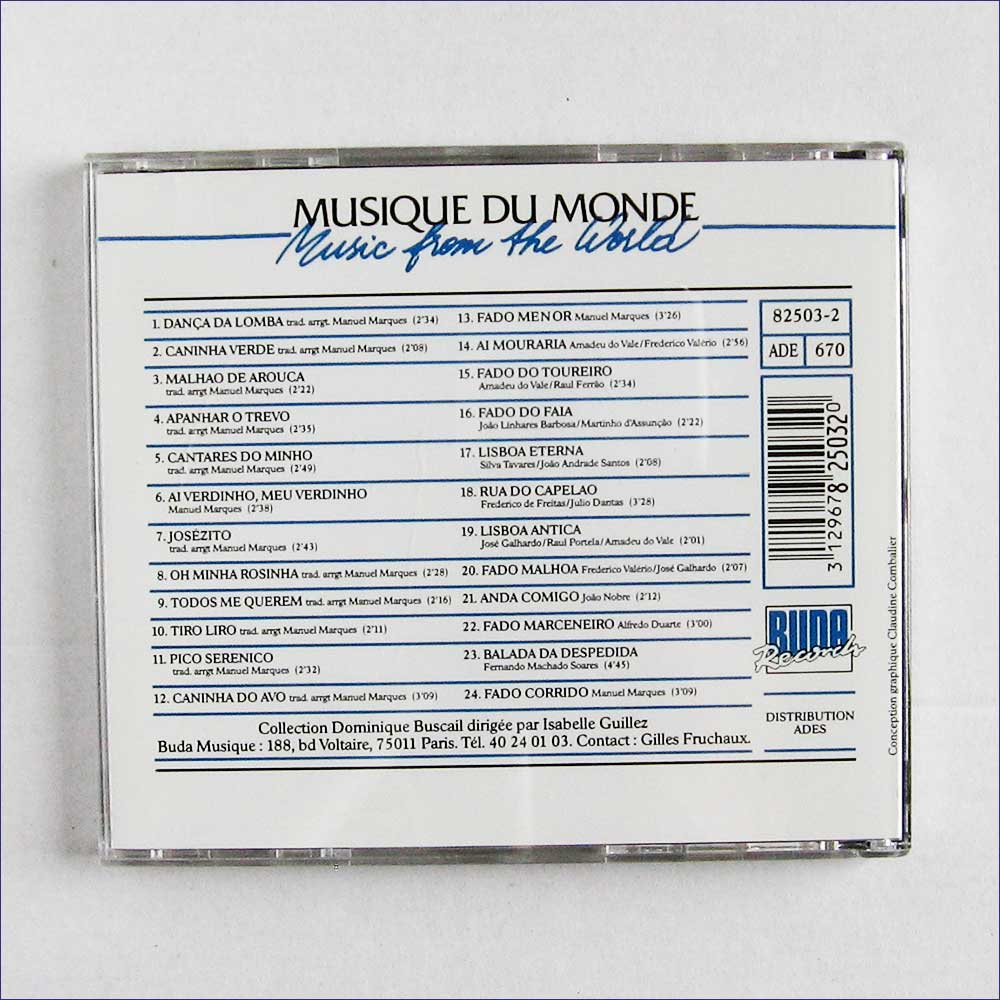 MUSIQUE DU MONDE
Music from the World
1. DANÇA DA LOMBA trad. arrgt. Manuel Marques (2'34)
2. CANINHA VERDE trad. arrgt Manuel Marques (2'08)
3. MALHAO DE AROUCA
trad. arrgt Manuel Marques (2'22)
4. APANHAR O TREVO
trad. arrgt Manuel Marques (2'35)
5. CANTARES DO MINHO
trad. arrgt Manuel Marques (2'49)
6. AI VERDINHO, MEU VERDINHO
Manuel Marques (2'38)
7. JOSÉZITO
trad. arrgt Manuel Marques (2'43)
8. OH MINHA ROSINHA trad. arrgt Manuel Marques (2'28)
9. TODOS ME QUEREM trad. arrgt Manuel Marques (2'16)
10. TIRO LIRO trad. arrgt Manuel Marques (2'11)
11. PICO SERENICO
trad. arrgt Manuel Marques (2'32)
12. CANINHA DO AVO trad. arrgt Manuel Marques (3'09)
13. FADO MENOR Manuel Marques (3'26)
14. AI MOURARIA Amadeu do Vale/Frederico Valério (2'56)
15. FADO DO TOUREIRO
Amadeu do Vale/Raul Ferrão (2'34)
16. FADO DO FAIA
João Linhares Barbosa/Martinho d'Assunção (2'22)
17. LISBOA ETERNA
Silva Tavares/João Andrade Santos (2'08)
18. RUA DO CAPELAO
Frederico de Freitas/Julio Dantas (3'28)
19. LISBOA ANTICA
José Galhardo/Raul Portela/Amadeu do Vale (2'01)
20. FADO MALHOA Frederico Valério/José Galhardo (2'07)
21. ANDA COMIGO João Nobre (2'12)
22. FADO MARCENEIRO Alfredo Duarte (3'00)
23. BALADA DA DESPEDIDA
Fernando Machado Soares (4'45)
24. FADO CORRIDO Manuel Marques (3'09)
Collection Dominique Buscail dirigée par Isabelle Guillez
Buda Musique : 188, bd Voltaire, 75011 Paris. Tél. 40 24 01 03. Contact : Gilles Fruchaux.
82503-2
ADE 670
3 129678 250320
BUDA
Records
DISTRIBUTION
ADES
Conception graphique Claudine Combalier